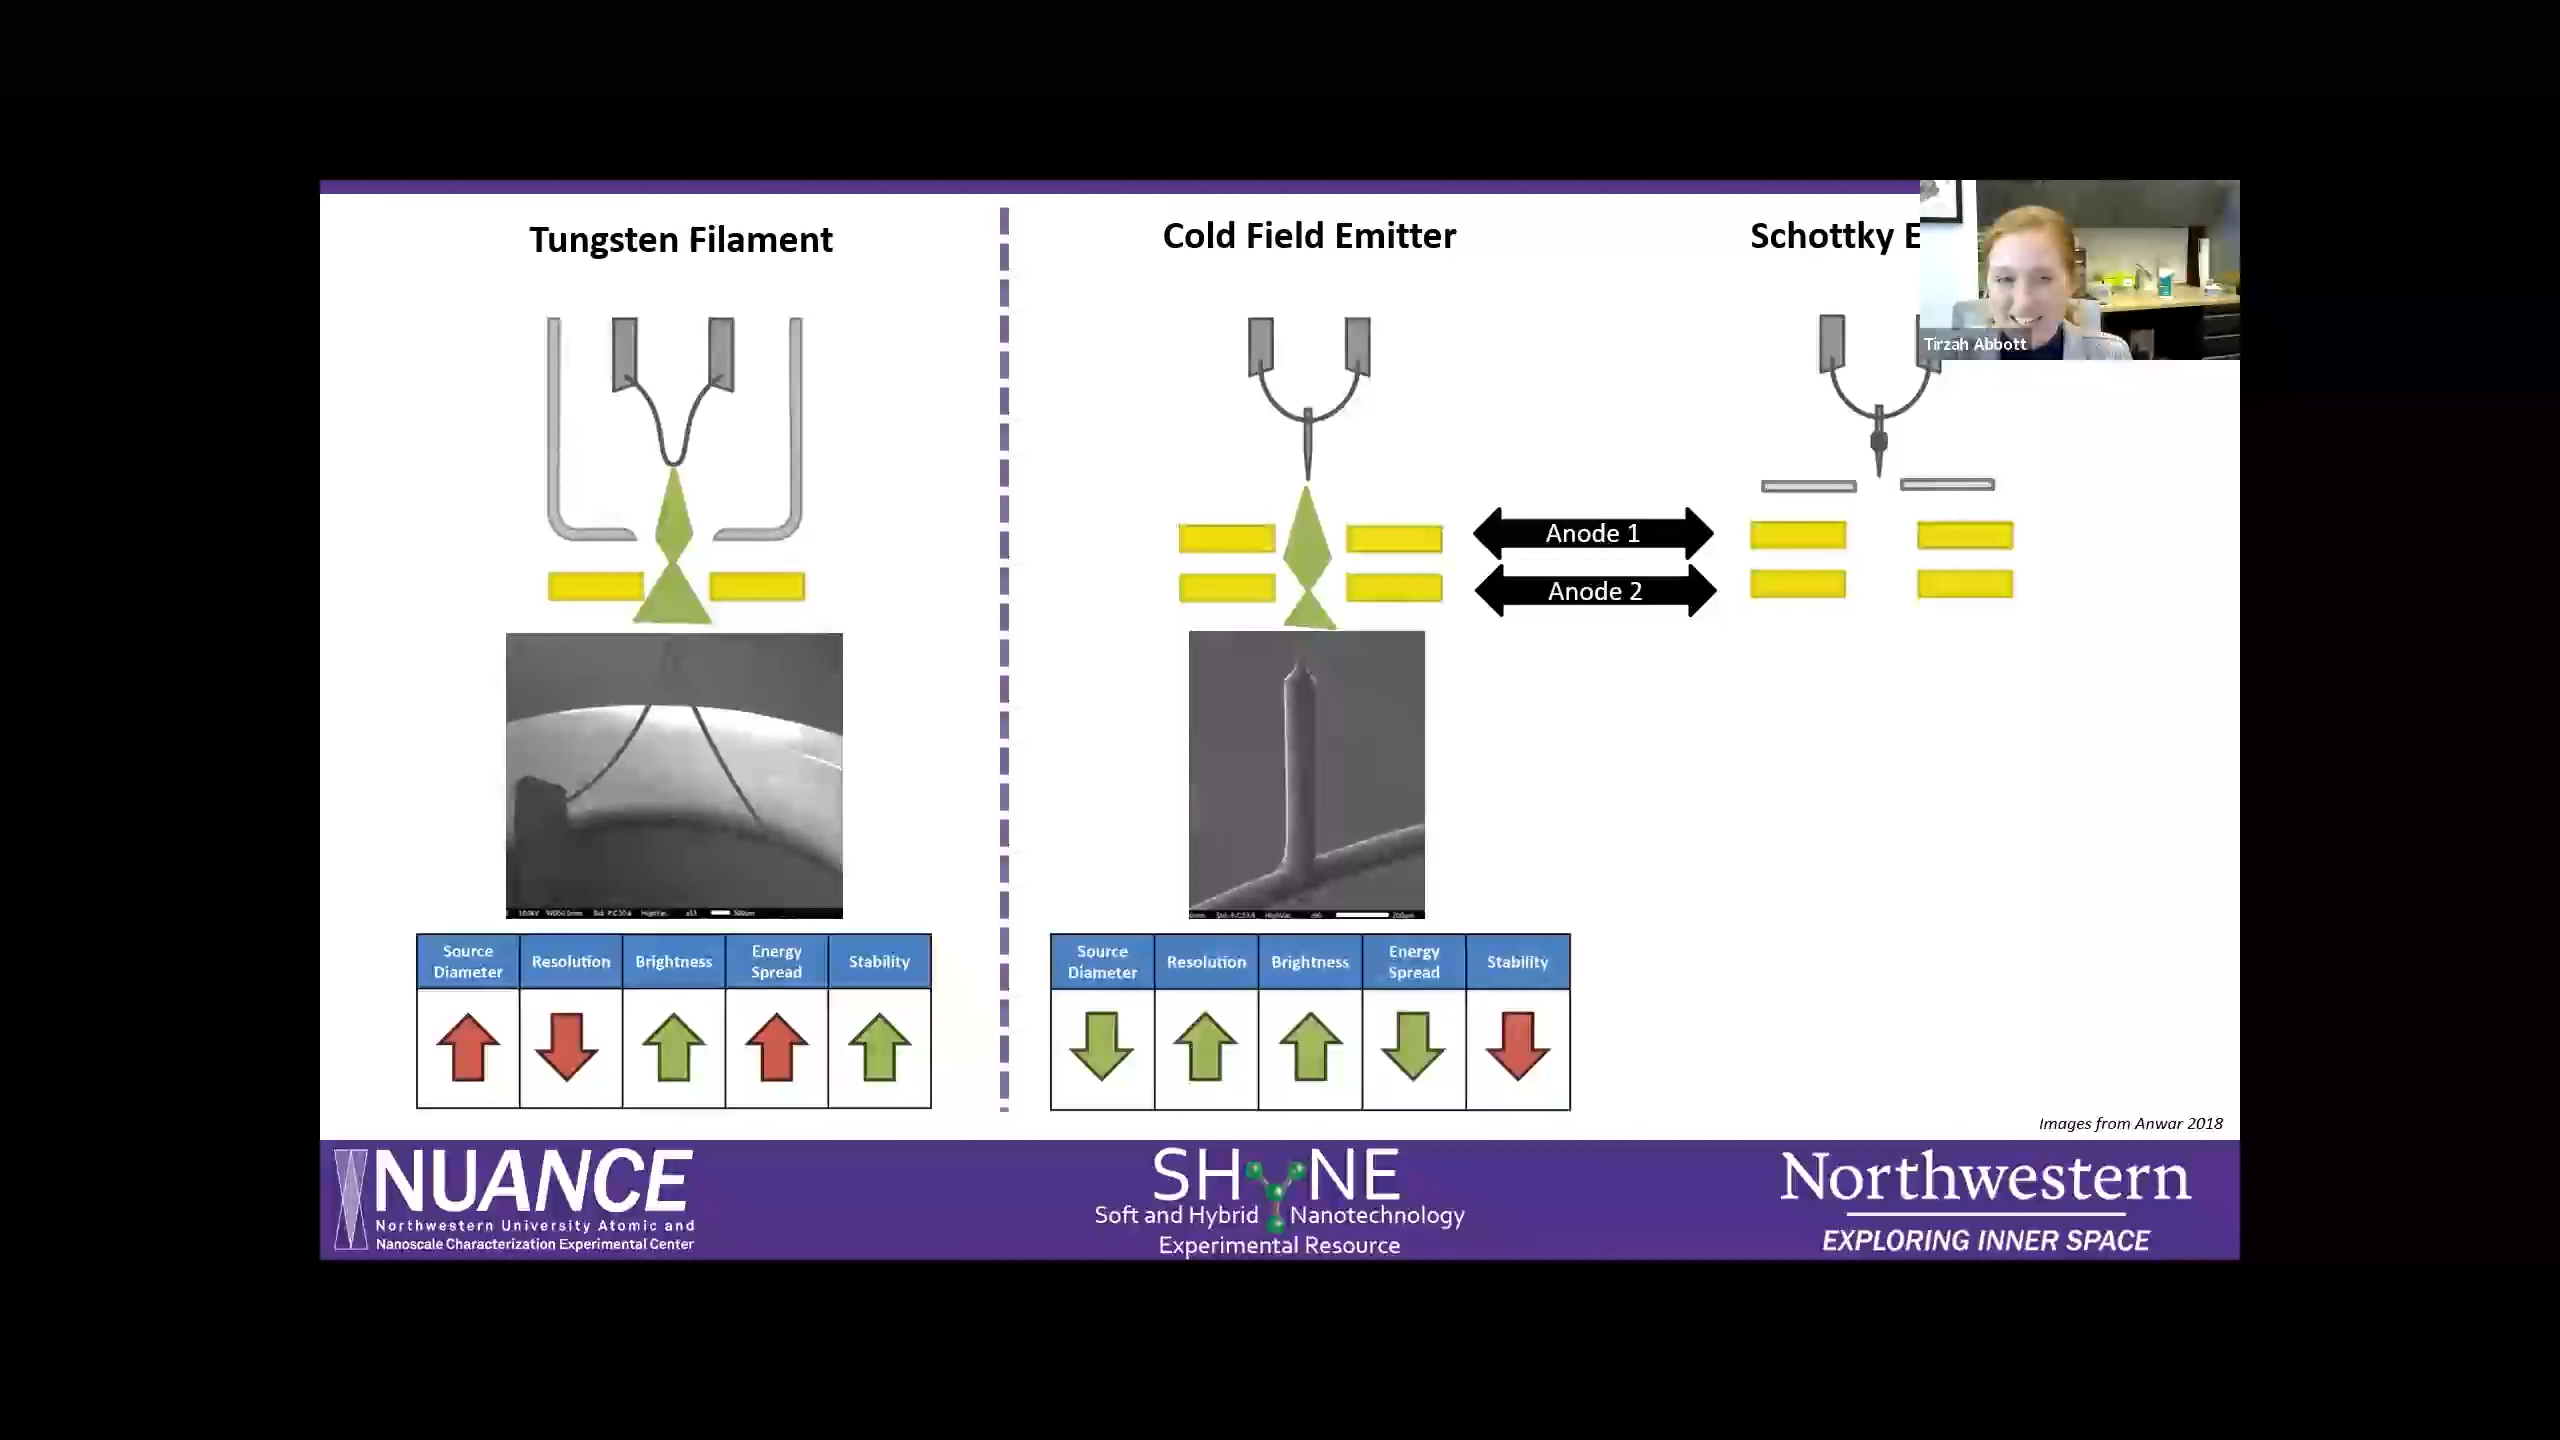 Tungsten Filament
Cold Field Emitter
Schottky E
Tirzah Abbott
Anode 1
Anode 2
Source Diameter
Resolution
Brightness
Energy Spread
Stability
Source Diameter
Resolution
Brightness
Energy Spread
Stability
Images from Anwar 2018
NUANCE
Northwestern University Atomic and
Nanoscale Characterization Experimental Center
SHYNE
Soft and Hybrid Nanotechnology
Experimental Resource
Northwestern
EXPLORING INNER SPACE